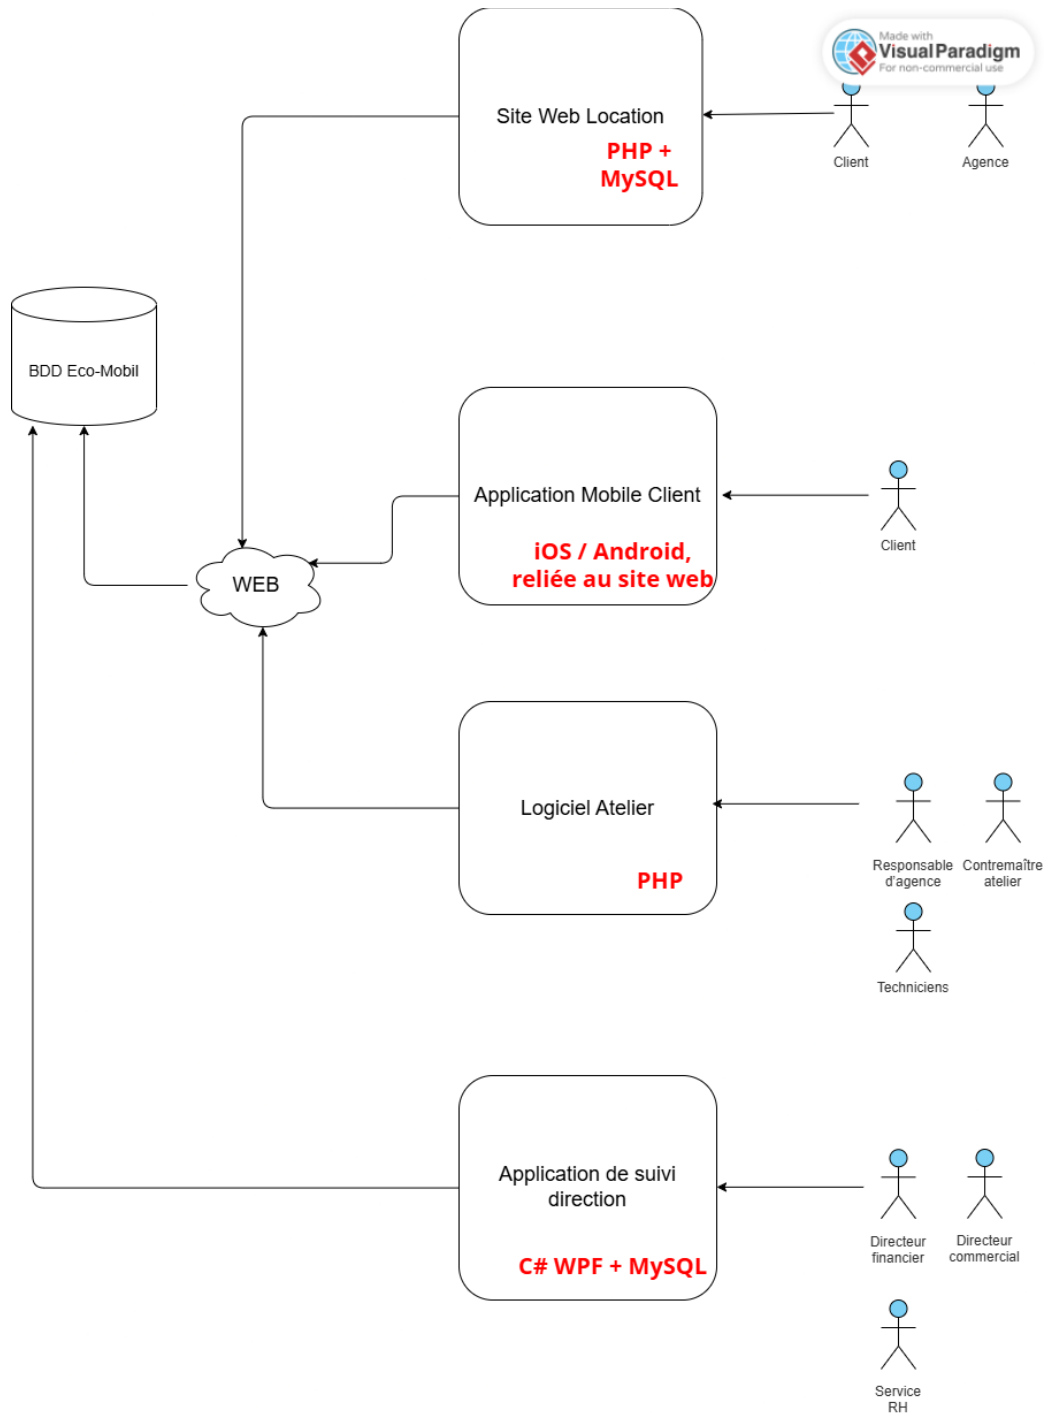 Made with
Visual Paradigm
For non-commercial use
Site Web Location
PHP +
MySQL
Client
Agence
BDD Eco-Mobil
Application Mobile Client
iOS / Android,
reliée au site web
Client
WEB
Logiciel Atelier
PHP
Responsable
d'agence
Contremaître
atelier
Techniciens
Application de suivi
direction
C# WPF + MySQL
Directeur
financier
Directeur
commercial
Service
RH